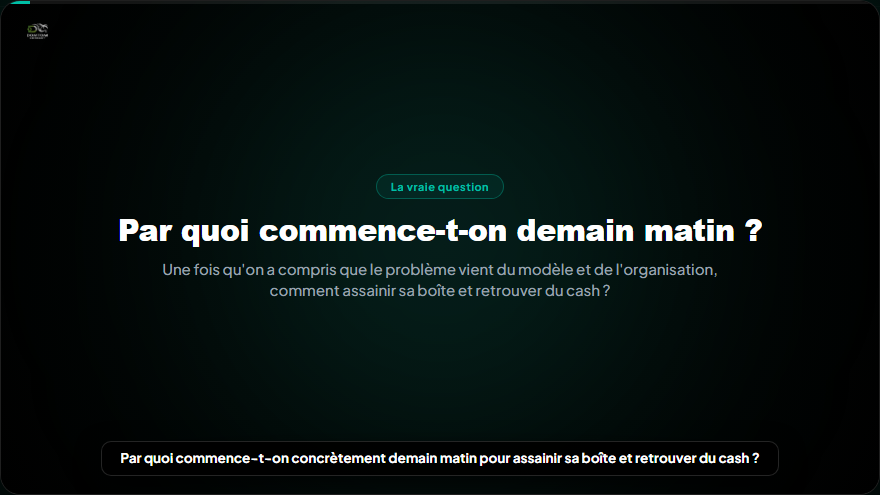 La vraie question
Par quoi commence-t-on demain matin ?
Une fois qu'on a compris que le problème vient du modèle et de l'organisation,
comment assainir sa boîte et retrouver du cash ?
Par quoi commence-t-on concrètement demain matin pour assainir sa boîte et retrouver du cash ?